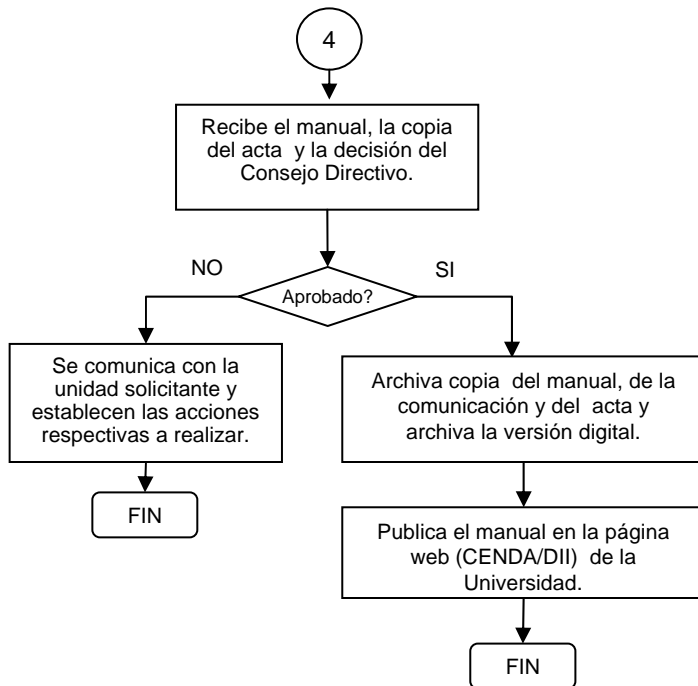 4
Recibe el manual, la copia
del acta y la decisión del
Consejo Directivo.
NO
SI
Aprobado?
Se comunica con la
unidad solicitante y
establecen las acciones
respectivas a realizar.
FIN
Archiva copia del manual, de la
comunicación y del acta y
archiva la versión digital.
Publica el manual en la página
web (CENDA/DII) de la
Universidad.
FIN